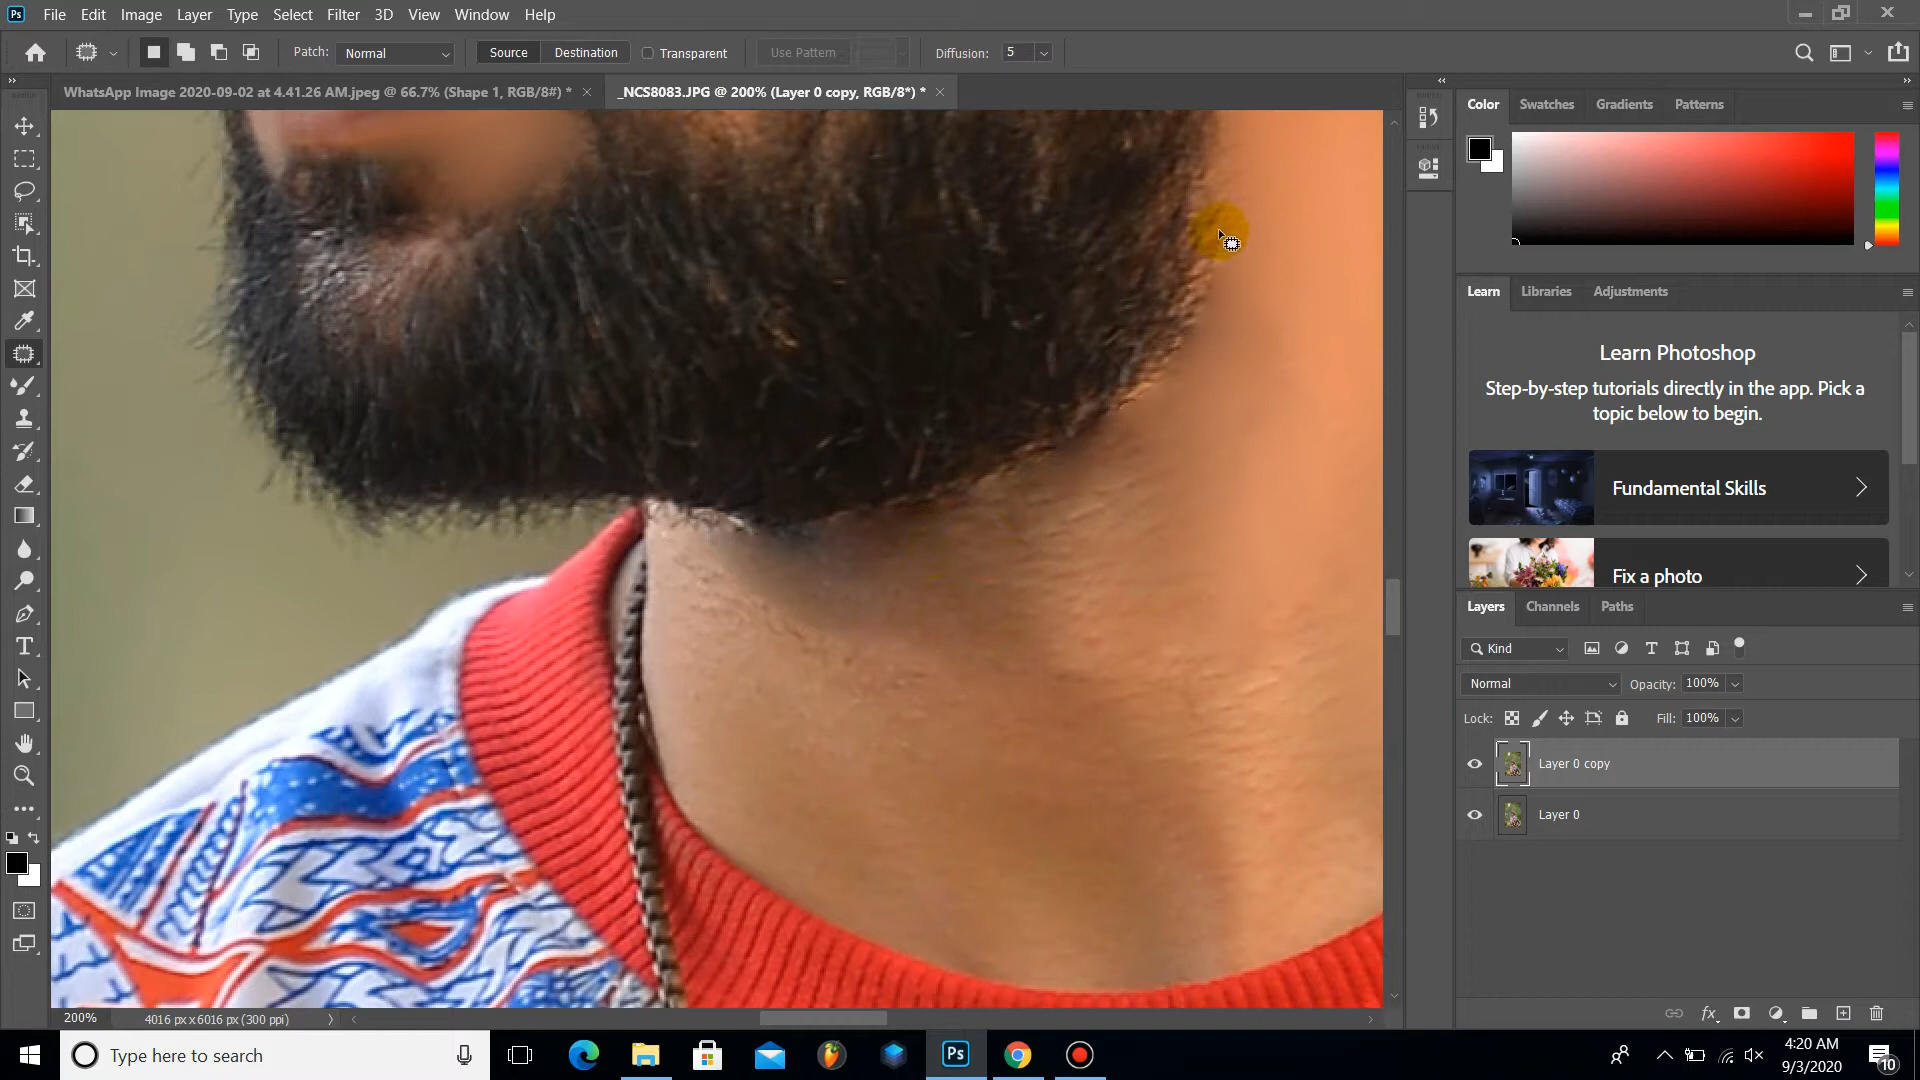 Ps File Edit Image Layer Type Select Filter 3D View Window Help
Patch: Normal Source Destination Transparent Use Pattern Diffusion: 5
WhatsApp Image 2020-09-02 at 4.41.26 AM.jpeg @ 66.7% (Shape 1, RGB/8#) *
_NCS8083.JPG @ 200% (Layer 0 copy, RGB/8*) *
Color Swatches Gradients Patterns
Learn Libraries Adjustments
Learn Photoshop
Step-by-step tutorials directly in the app. Pick a
topic below to begin.
Fundamental Skills
Fix a photo
Layers Channels Paths
Kind
Normal Opacity: 100%
Lock: Fill: 100%
Layer 0 copy
Layer 0
fx
200% 4016 px x 6016 px (300 ppi)
Type here to search
Ps
4:20 AM
9/3/2020
10